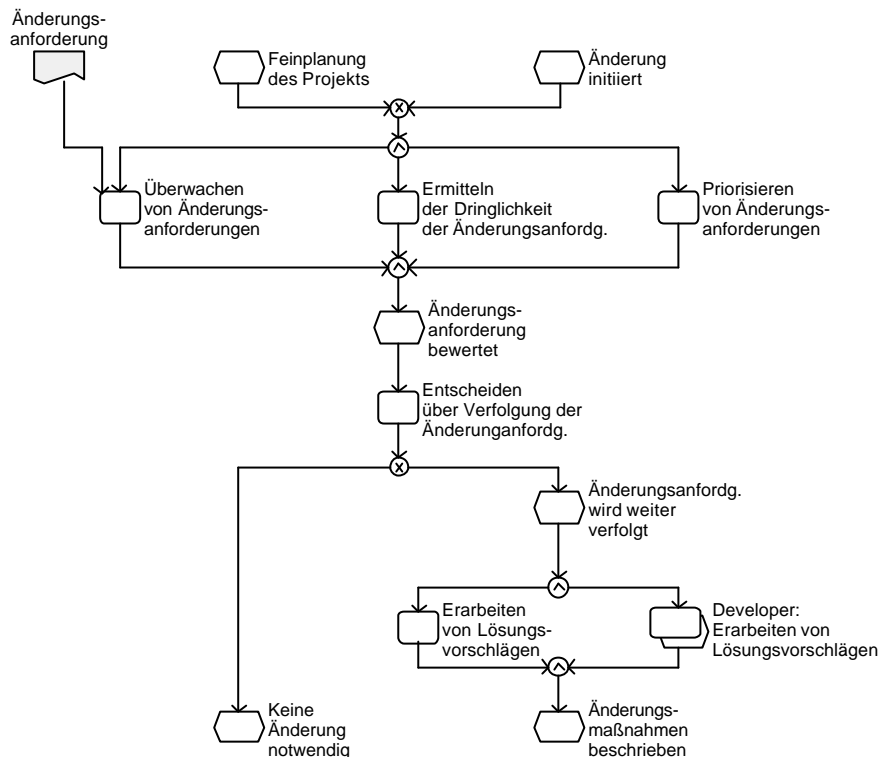 Änderungs-
anforderung
Feinplanung
des Projekts
Änderung
initiiert
Überwachen
von Änderungs-
anforderungen
Ermitteln
der Dringlichkeit
der Änderungsanfordg.
Priorisieren
von Änderungs-
anforderungen
Änderungs-
anforderung
bewertet
Entscheiden
über Verfolgung der
Änderunganfordg.
Änderungsanfordg.
wird weiter
verfolgt
Erarbeiten
von Lösungs-
vorschlägen
Developer:
Erarbeiten von
Lösungsvorschlägen
Keine
Änderung
notwendig
Änderungs-
maßnahmen
beschrieben